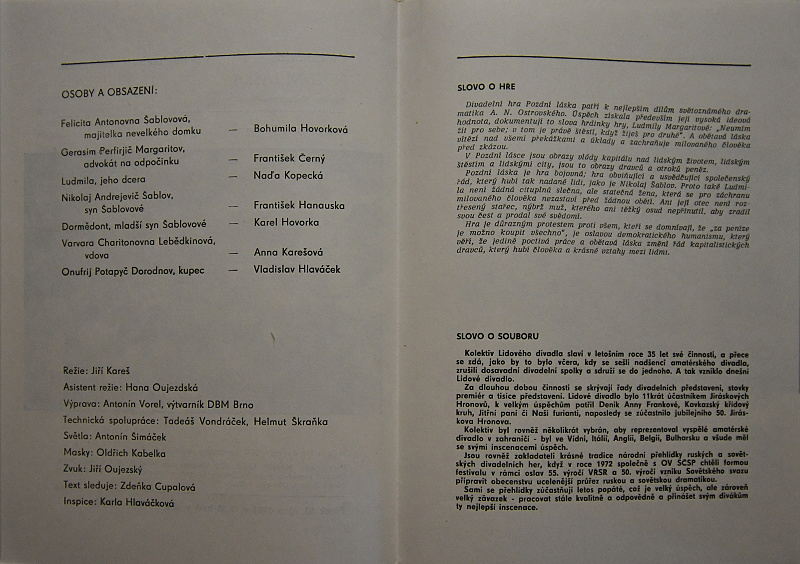 OSOBY A OBSAZENÍ:
Felicita Antonovna Šablovová,
majitelka nevelkého domku — Bohumila Hovorková
Gerasim Perfirjič Margaritov,
advokát na odpočinku — František Černý
Ludmila, jeho dcera — Naďa Kopecká
Nikolaj Andrejevič Šablov,
syn Šablovové — František Hanauska
Dormědont, mladší syn Šablovové — Karel Hovorka
Varvara Charitonovna Lebědkinová,
vdova — Anna Karešová
Onufrij Potapyč Dorodnov, kupec — Vladislav Hlaváček
Režie: Jiří Kareš
Asistent režie: Hana Oujezdská
Výprava: Antonín Vorel, výtvarník DBM Brno
Technická spolupráce: Tadeáš Vondráček, Helmut Škraňka
Světla: Antonín Šimáček
Masky: Oldřich Kabelka
Zvuk: Jiří Oujezský
Text sleduje: Zdeňka Cupalová
Inspice: Karla Hlaváčková
SLOVO O HRE
Divadelní hra Pozdní láska patří k nejlepším dílům světoznámého dra-
matika A. N. Ostrovského. Úspěch získala především její vysoká ideová
hodnota, dokumentují to slova hrdinky hry, Ludmily Margaritové: „Neumím
žít pro sebe; v tom je právě štěstí, když žiješ pro druhé". A obětavá láska
vítězí nad všemi překážkami a úklady a zachraňuje milovaného člověka
před zkázou.
V Pozdní lásce jsou obrazy vlády kapitálu nad lidským životem, lidským
štěstím a lidskými city, jsou to obrazy dravců a otroků peněz.
Pozdní láska je hra bojovná; hra obviňující a usvědčující společenský
řád, který hubí tak nadané lidi, jako je Nikolaj Šablov. Proto také Ludmi-
la není žádná cituplná slečna, ale statečná žena, která se pro záchranu
milovaného člověka nezastaví před žádnou obětí. Ani její otec není roz-
třesený stařec, nýbrž muž, kterého ani těžký osud nepřinutil, aby zradil
svou čest a prodal své svědomí.
Hra je důrazným protestem proti všem, kteří se domnívají, že „za peníze
je možno koupit všechno", je oslavou demokratického humanismu, který
věří, že jedině poctivá práce a obětavá láska změní řád kapitalistických
dravců, který hubí člověka a krásné vztahy mezi lidmi.
SLOVO O SOUBORU
Kolektiv Lidového divadla slaví v letošním roce 35 let své činnosti, a přece
se zdá, jako by to bylo včera, kdy se sešli nadšenci amatérského divadla,
zrušili dosavadní divadelní spolky a sdruží se do jednoho. A tak vzniklo dnešní
Lidové divadlo.
Za dlouhou dobou činnosti se skrývají řady divadelních představení, stovky
premiér a tisíce představení. Lidové divadlo bylo 11krát účastníkem Jiráskových
Hronovů, k velkým úspěchům patřil Deník Anny Frankové, Kavkazský křídový
kruh, Jitřní paní či Naši furianti, naposledy se zúčastnilo jubilejního 50. Jirás-
kova Hronova.
Kolektiv byl rovněž několikrát vybrán, aby reprezentoval vyspělé amatérské
divadlo v zahraničí - byl ve Vídni, Itálii, Anglii, Belgii, Bulharsku a všude měl
se svými inscenacemi úspěch.
Jsou rovněž zakladateli krásné tradice národní přehlídky ruských a sovět-
ských divadelních her, když v roce 1972 společně s OV SČSP chtěli formou
festivalu v rámci oslav 55. výročí VŘSR a 50. výročí vzniku Sovětského svazu
připravit obecenstvu ucelenější průřez ruskou a sovětskou dramatikou.
Sami se přehlídky zúčastňují letos popáté, což je velký úspěch, ale zároveň
velký závazek - pracovat stále kvalitně a odpovědně a přinášet svým divákům
ty nejlepší inscenace.